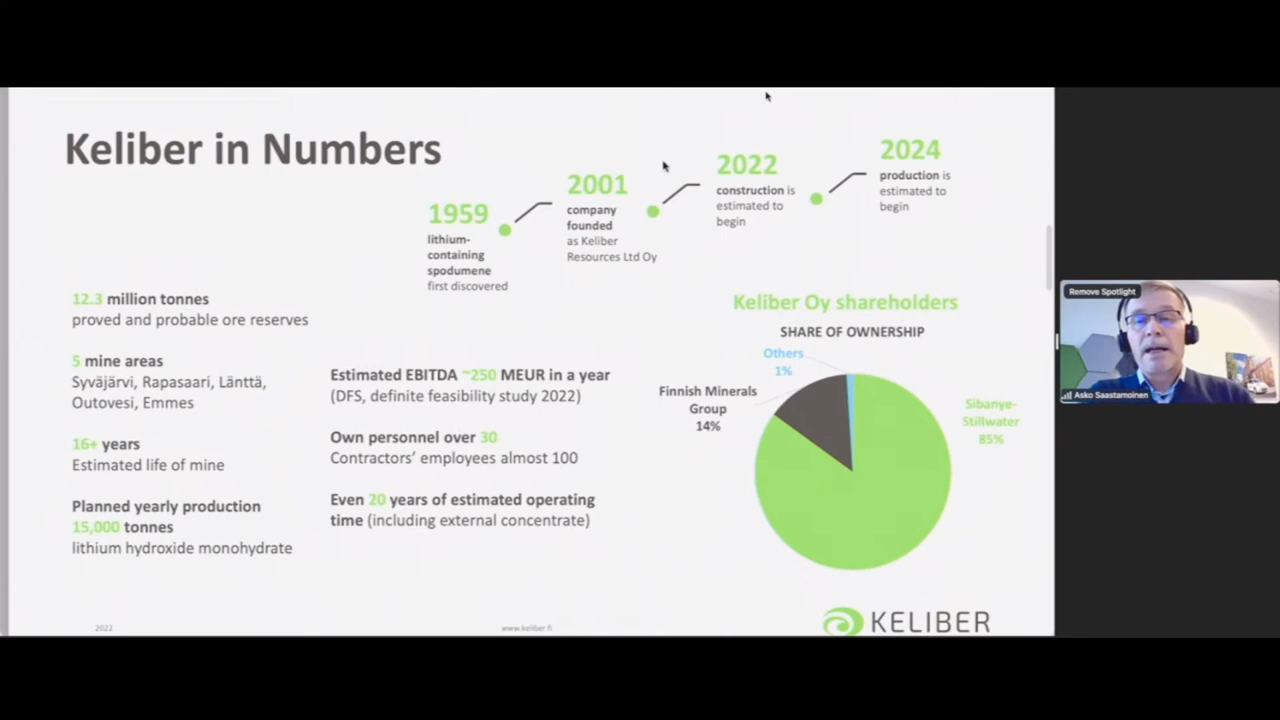 Keliber in Numbers
1959
lithium-
containing
spodumene
first discovered
2001
company
founded
as Keliber
Resources Ltd Oy
2022
construction is
estimated to
begin
2024
production is
estimated to
begin
12.3 million tonnes
proved and probable ore reserves
5 mine areas
Syväjärvi, Rapasaari, Länttä,
Outovesi, Emmes
16+ years
Estimated life of mine
Planned yearly production
15,000 tonnes
lithium hydroxide monohydrate
Estimated EBITDA ~250 MEUR in a year
(DFS, definite feasibility study 2022)
Own personnel over 30
Contractors' employees almost 100
Even 20 years of estimated operating
time (including external concentrate)
Keliber Oy shareholders
SHARE OF OWNERSHIP
Others
1%
Finnish Minerals
Group
14%
Sibanye-
Stillwater
85%
2022
www.keliber.fi
KELIBER
Remove Spotlight
Asko Saastamoinen